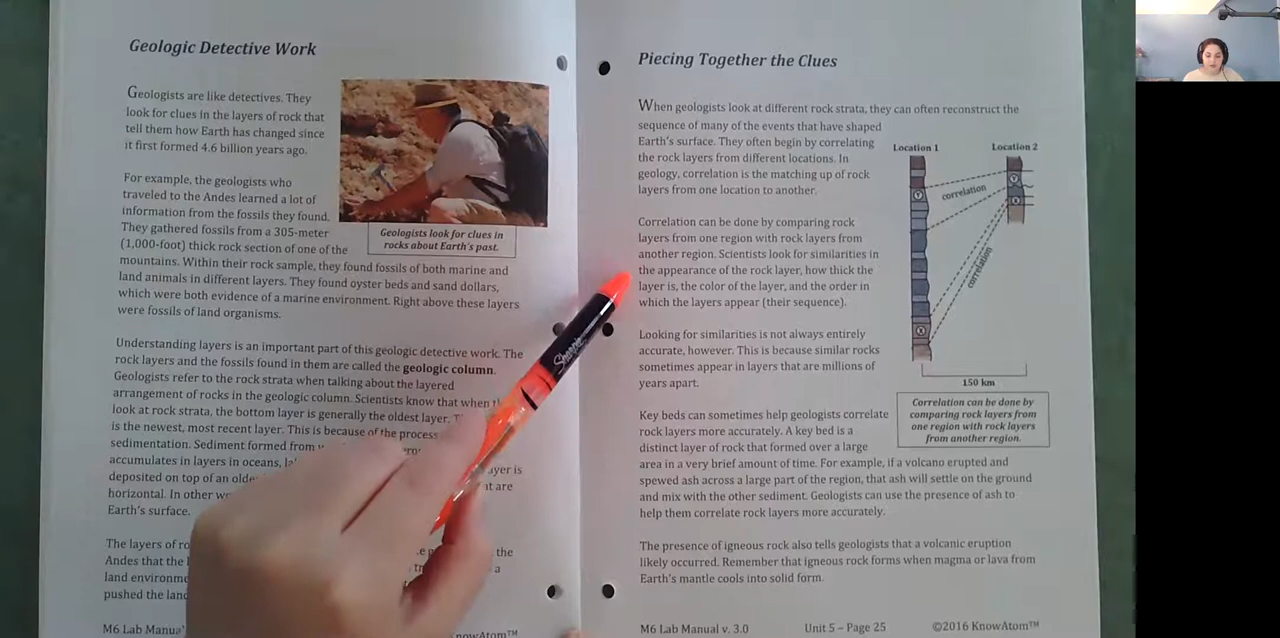 Geologic Detective Work
Geologists are like detectives. They
look for clues in the layers of rock that
tell them how Earth has changed since
it first formed 4.6 billion years ago.
For example, the geologists who
traveled to the Andes learned a lot of
information from the fossils they found.
They gathered fossils from a 305-meter
(1,000-foot) thick rock section of one of the
mountains. Within their rock sample, they found fossils of both marine and
land animals in different layers. They found oyster beds and sand dollars,
which were both evidence of a marine environment. Right above these layers
were fossils of land organisms.
Geologists look for clues in
rocks about Earth's past.
Understanding layers is an important part of this geologic detective work. The
rock layers and the fossils found in them are called the geologic column.
Geologists refer to the rock strata when talking about the layered
arrangement of rocks in the geologic column. Scientists know that when
look at rock strata, the bottom layer is generally the oldest layer.
is the newest, most recent layer. This is because of the process
sedimentation. Sediment formed from
accumulates in layers in oceans,
deposited on top of an
layer is
horizontal. In other
at are
Earth's surface.
The layers of
the
Andes that the
a
land
pushed the
M6 Lab Manual
KnowAtom™
Piecing Together the Clues
When geologists look at different rock strata, they can often reconstruct the
sequence of many of the events that have shaped
Earth's surface. They often begin by correlating
the rock layers from different locations. In
geology, correlation is the matching up of rock
layers from one location to another.
Correlation can be done by comparing rock
layers from one region with rock layers from
another region. Scientists look for similarities in
the appearance of the rock layer, how thick the
layer is, the color of the layer, and the order in
which the layers appear (their sequence).
Looking for similarities is not always entirely
accurate, however. This is because similar rocks
sometimes appear in layers that are millions of
years apart.
Key beds can sometimes help geologists correlate
rock layers more accurately. A key bed is a
distinct layer of rock that formed over a large
area in a very brief amount of time. For example, if a volcano erupted and
spewed ash across a large part of the region, that ash will settle on the ground
and mix with the other sediment. Geologists can use the presence of ash to
help them correlate rock layers more accurately.
The presence of igneous rock also tells geologists that a volcanic eruption
likely occurred. Remember that igneous rock forms when magma or lava from
Earth's mantle cools into solid form.
Location 1 Location 2
Y
Y
X
correlation
correlation
X
150 km
Correlation can be done by
comparing rock layers from
one region with rock layers
from another region.
M6 Lab Manual v. 3.0 Unit 5 – Page 25 ©2016 KnowAtom™
Sharpie